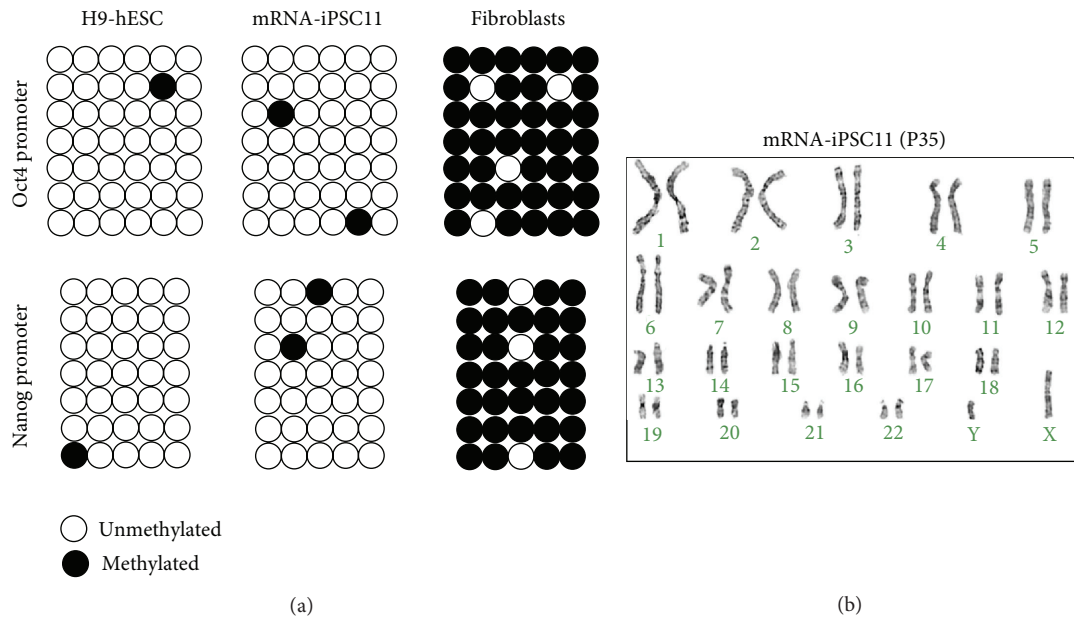 H9-hESC mRNA-iPSC11 Fibroblasts
Oct4 promoter
Nanog promoter
Unmethylated
Methylated
(a)
mRNA-iPSC11 (P35)
1 2 3 4 5
6 7 8 9 10 11 12
13 14 15 16 17 18
19 20 21 22 Y X
(b)